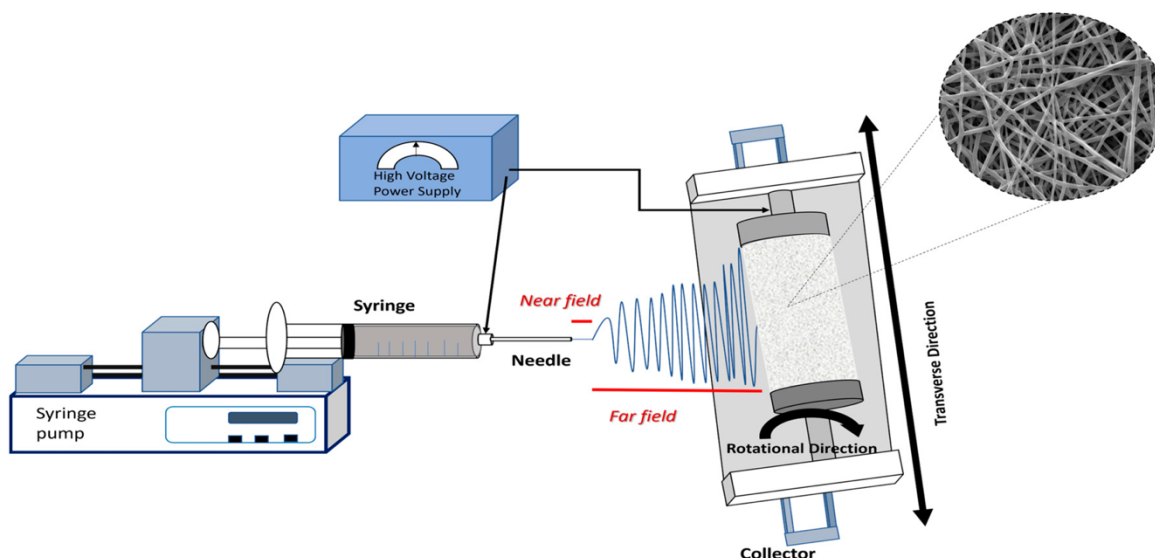 High Voltage
Power Supply
Syringe
Near field
Needle
Far field
Syringe
pump
Rotational Direction
Transverse Direction
Collector